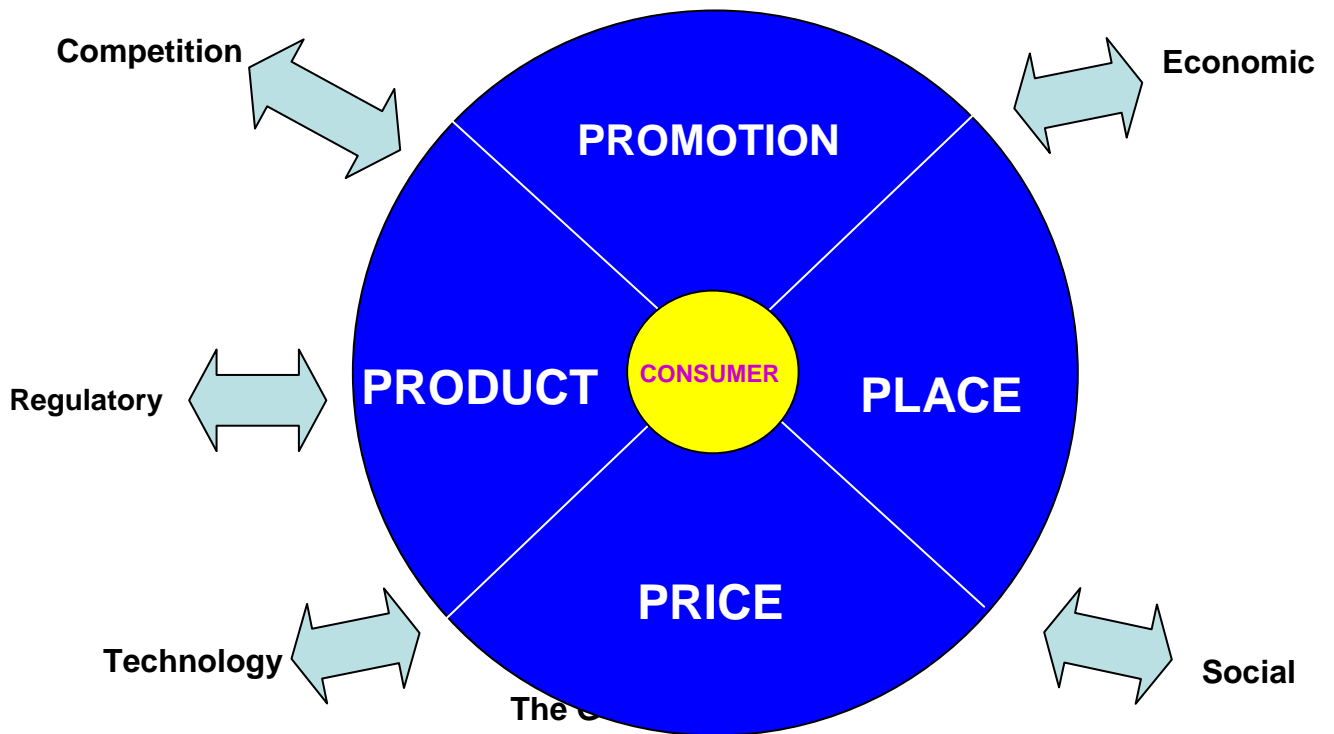 Competition
Economic
PROMOTION
CONSUMER
PRODUCT
PLACE
Regulatory
PRICE
Technology
Social
The